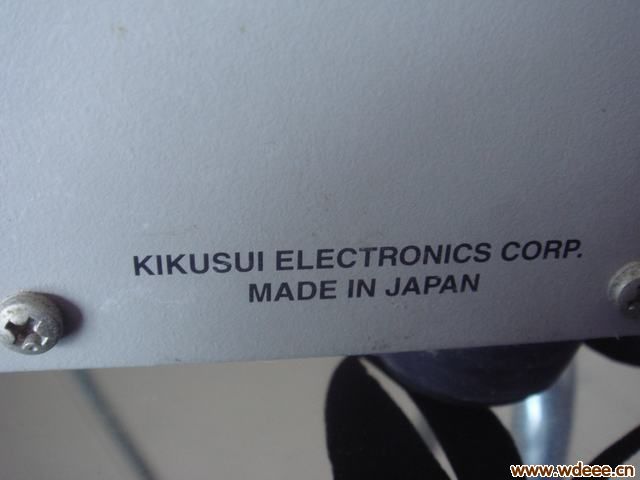 KIKUSUI ELECTRONICS CORP.
MADE IN JAPAN
www.wdeee.cn